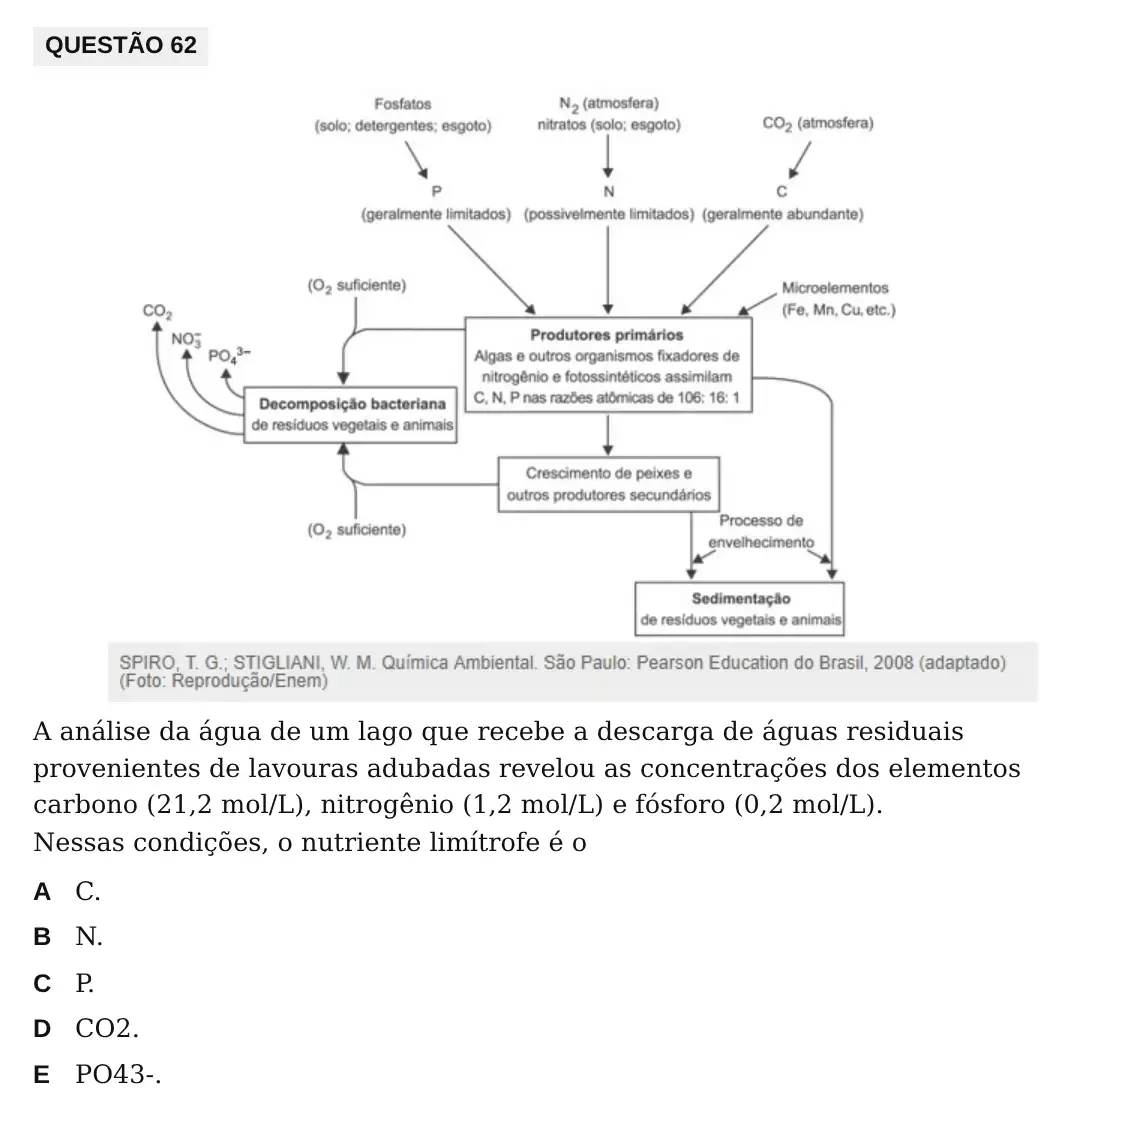 QUESTÃO 62
Fosfatos
(solo; detergentes; esgoto)
N₂ (atmosfera)
nitratos (solo; esgoto)
CO₂ (atmosfera)
P
(geralmente limitados)
N
(possivelmente limitados)
C
(geralmente abundante)
(O₂ suficiente)
Microelementos
(Fe, Mn, Cu, etc.)
CO₂
NO₃⁻
PO₄³⁻
Produtores primários
Algas e outros organismos fixadores de
nitrogênio e fotossintéticos assimilam
C, N, P nas razões atômicas de 106: 16: 1
Decomposição bacteriana
de resíduos vegetais e animais
Crescimento de peixes e
outros produtores secundários
(O₂ suficiente)
Processo de
envelhecimento
Sedimentação
de resíduos vegetais e animais
SPIRO, T. G.; STIGLIANI, W. M. Química Ambiental. São Paulo: Pearson Education do Brasil, 2008 (adaptado)
(Foto: Reprodução/Enem)
A análise da água de um lago que recebe a descarga de águas residuais
provenientes de lavouras adubadas revelou as concentrações dos elementos
carbono (21,2 mol/L), nitrogênio (1,2 mol/L) e fósforo (0,2 mol/L).
Nessas condições, o nutriente limítrofe é o
A C.
B N.
C P.
D CO2.
E PO43-.